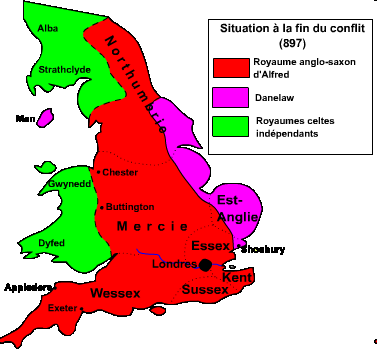 Situation à la fin du conflit
(897)
Royaume anglo-saxon
d'Alfred
Danelaw
Royaumes celtes
indépendants
Alba
Strathclyde
Northumbrie
Man
Chester
Gwynedd
Buttington
Est-
Anglie
Mercie
Dyfed
Essex
Shoebury
Londres
Kent
Appledore
Wessex
Sussex
Exeter